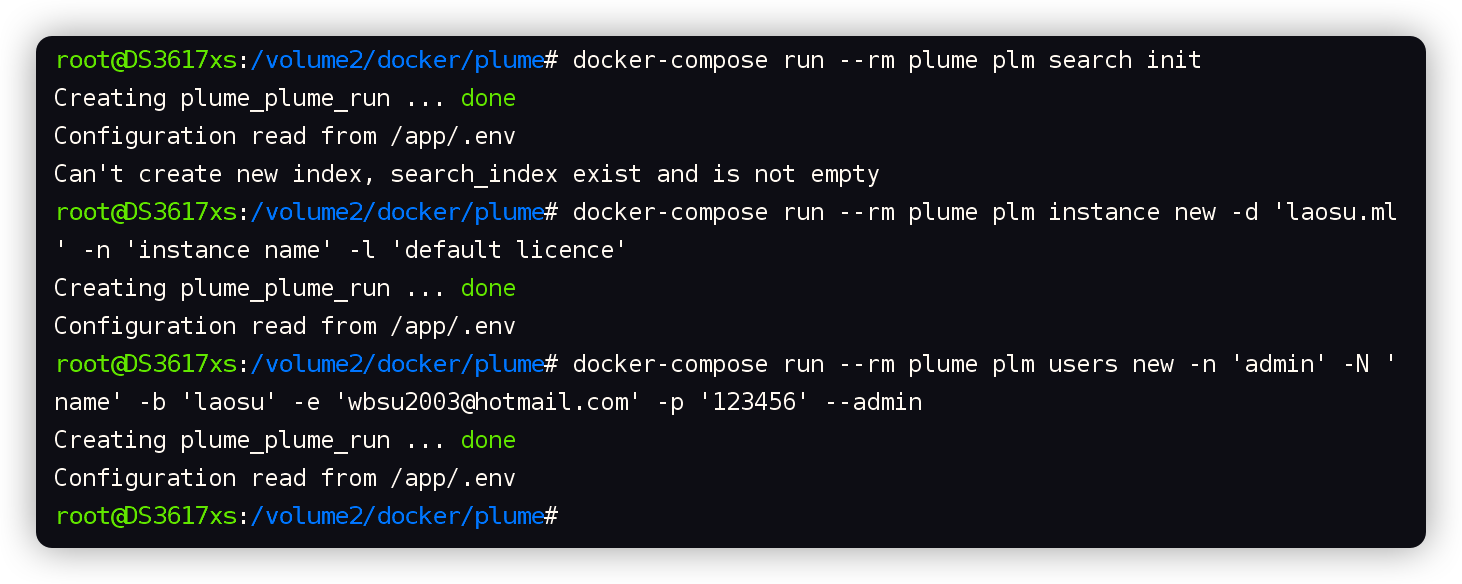 root@DS3617xs:/volume2/docker/plume# docker-compose run --rm plume plm search init
Creating plume_plume_run ... done
Configuration read from /app/.env
Can't create new index, search_index exist and is not empty
root@DS3617xs:/volume2/docker/plume# docker-compose run --rm plume plm instance new -d 'laosu.ml
' -n 'instance name' -l 'default licence'
Creating plume_plume_run ... done
Configuration read from /app/.env
root@DS3617xs:/volume2/docker/plume# docker-compose run --rm plume plm users new -n 'admin' -N '
name' -b 'laosu' -e 'wbsu2003@hotmail.com' -p '123456' --admin
Creating plume_plume_run ... done
Configuration read from /app/.env
root@DS3617xs:/volume2/docker/plume#